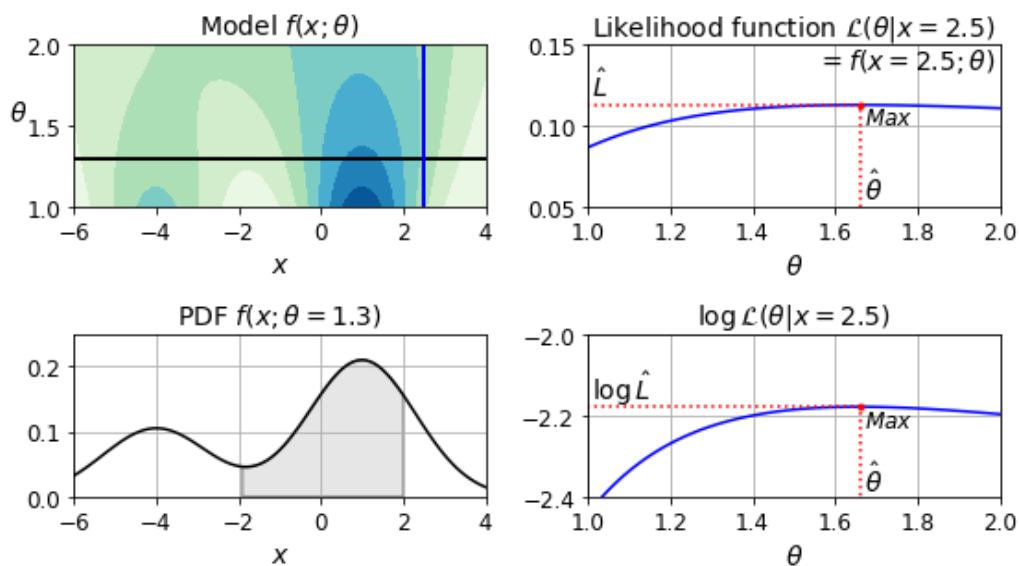 Model f(x; θ)
2.0
θ
1.5
1.0
−6 −4 −2 0 2 4
x
Likelihood function ℒ(θ|x = 2.5)
= f(x = 2.5; θ)
0.15
L̂
0.10
Max
θ̂
0.05
1.0 1.2 1.4 1.6 1.8 2.0
θ
PDF f(x; θ = 1.3)
0.2
0.1
0.0
−6 −4 −2 0 2 4
x
log ℒ(θ|x = 2.5)
−2.0
log L̂
−2.2
Max
θ̂
−2.4
1.0 1.2 1.4 1.6 1.8 2.0
θ